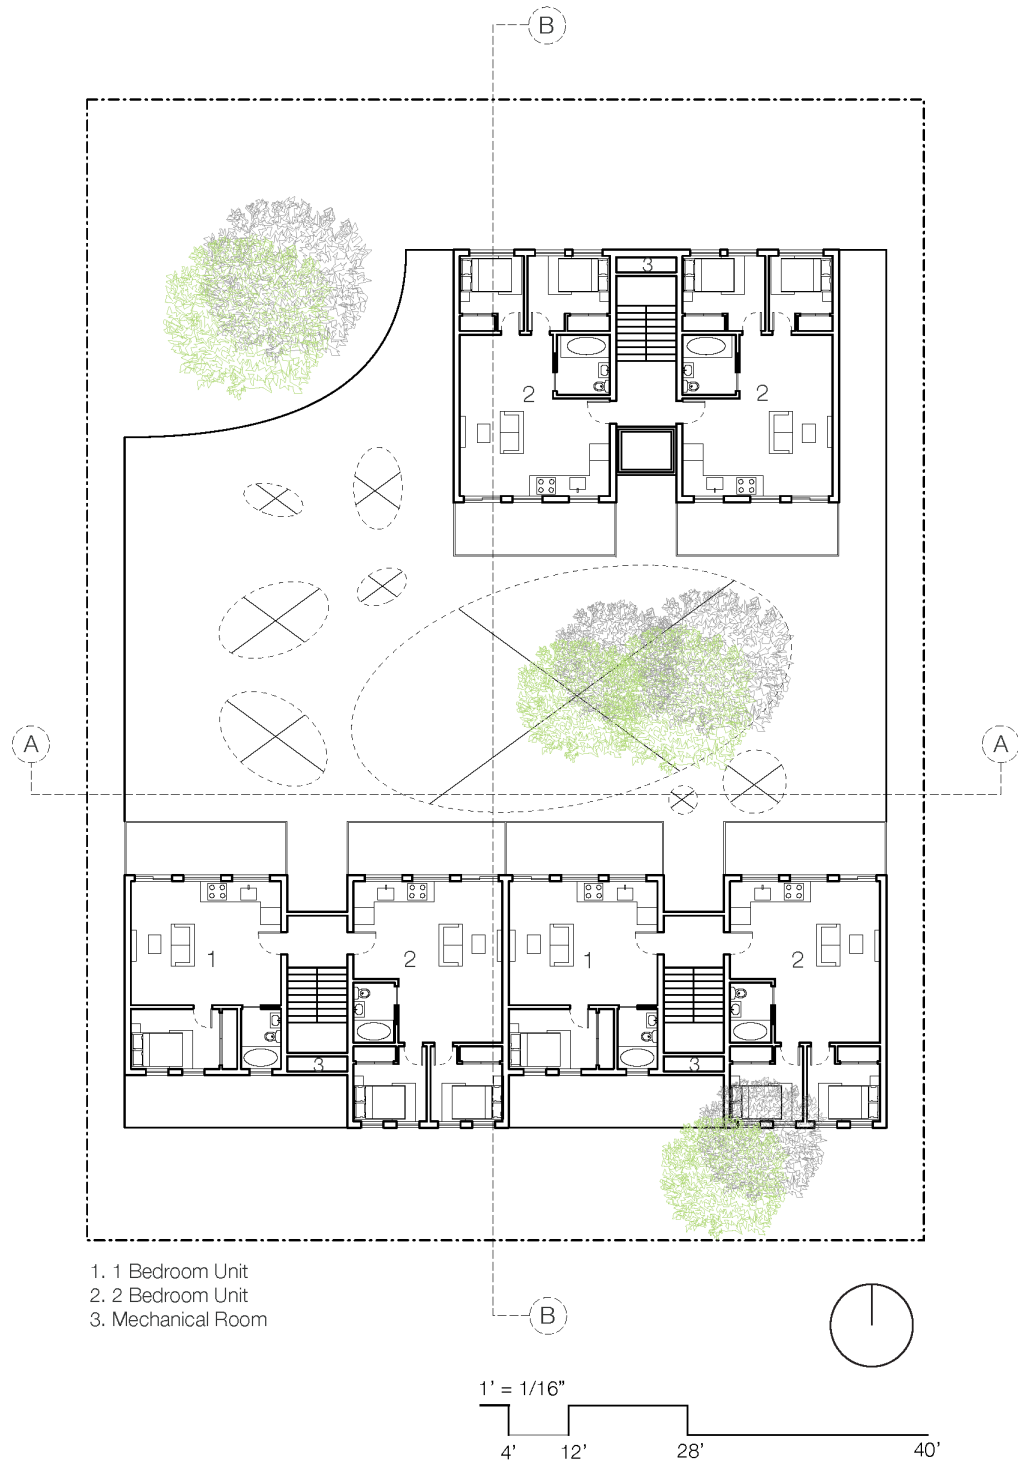 B
3
2
2
A
A
1
2
1
2
3
3
1. 1 Bedroom Unit
2. 2 Bedroom Unit
3. Mechanical Room
B
1' = 1/16”
4' 12' 28' 40'